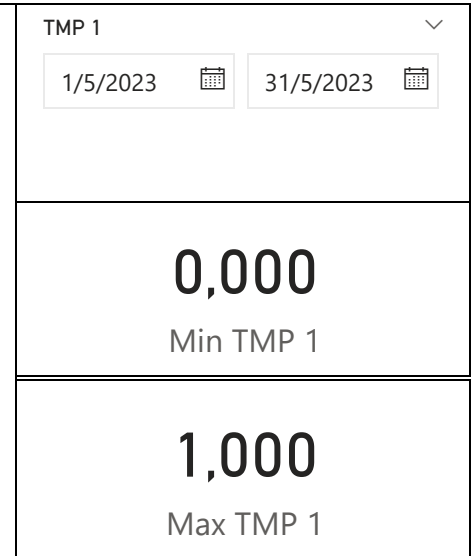 TMP 1
1/5/2023 31/5/2023
0,000
Min TMP 1
1,000
Max TMP 1